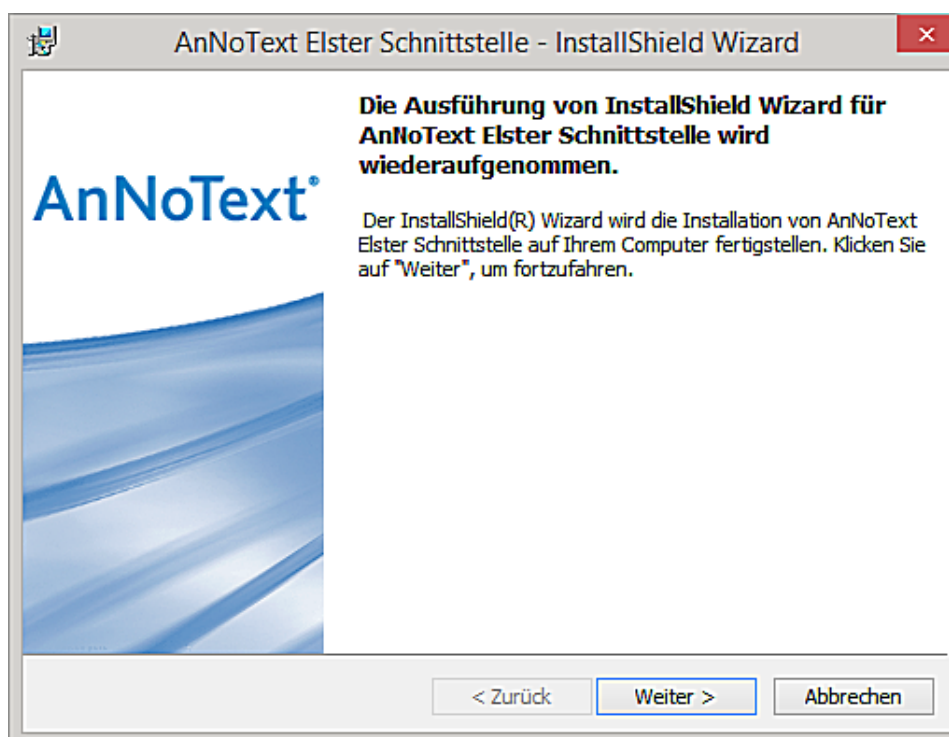 AnNoText Elster Schnittstelle - InstallShield Wizard
Die Ausführung von InstallShield Wizard für
AnNoText Elster Schnittstelle wird
wiederaufgenommen.
AnNoText®
Der InstallShield(R) Wizard wird die Installation von AnNoText
Elster Schnittstelle auf Ihrem Computer fertigstellen. Klicken Sie
auf "Weiter", um fortzufahren.
< Zurück
Weiter >
Abbrechen